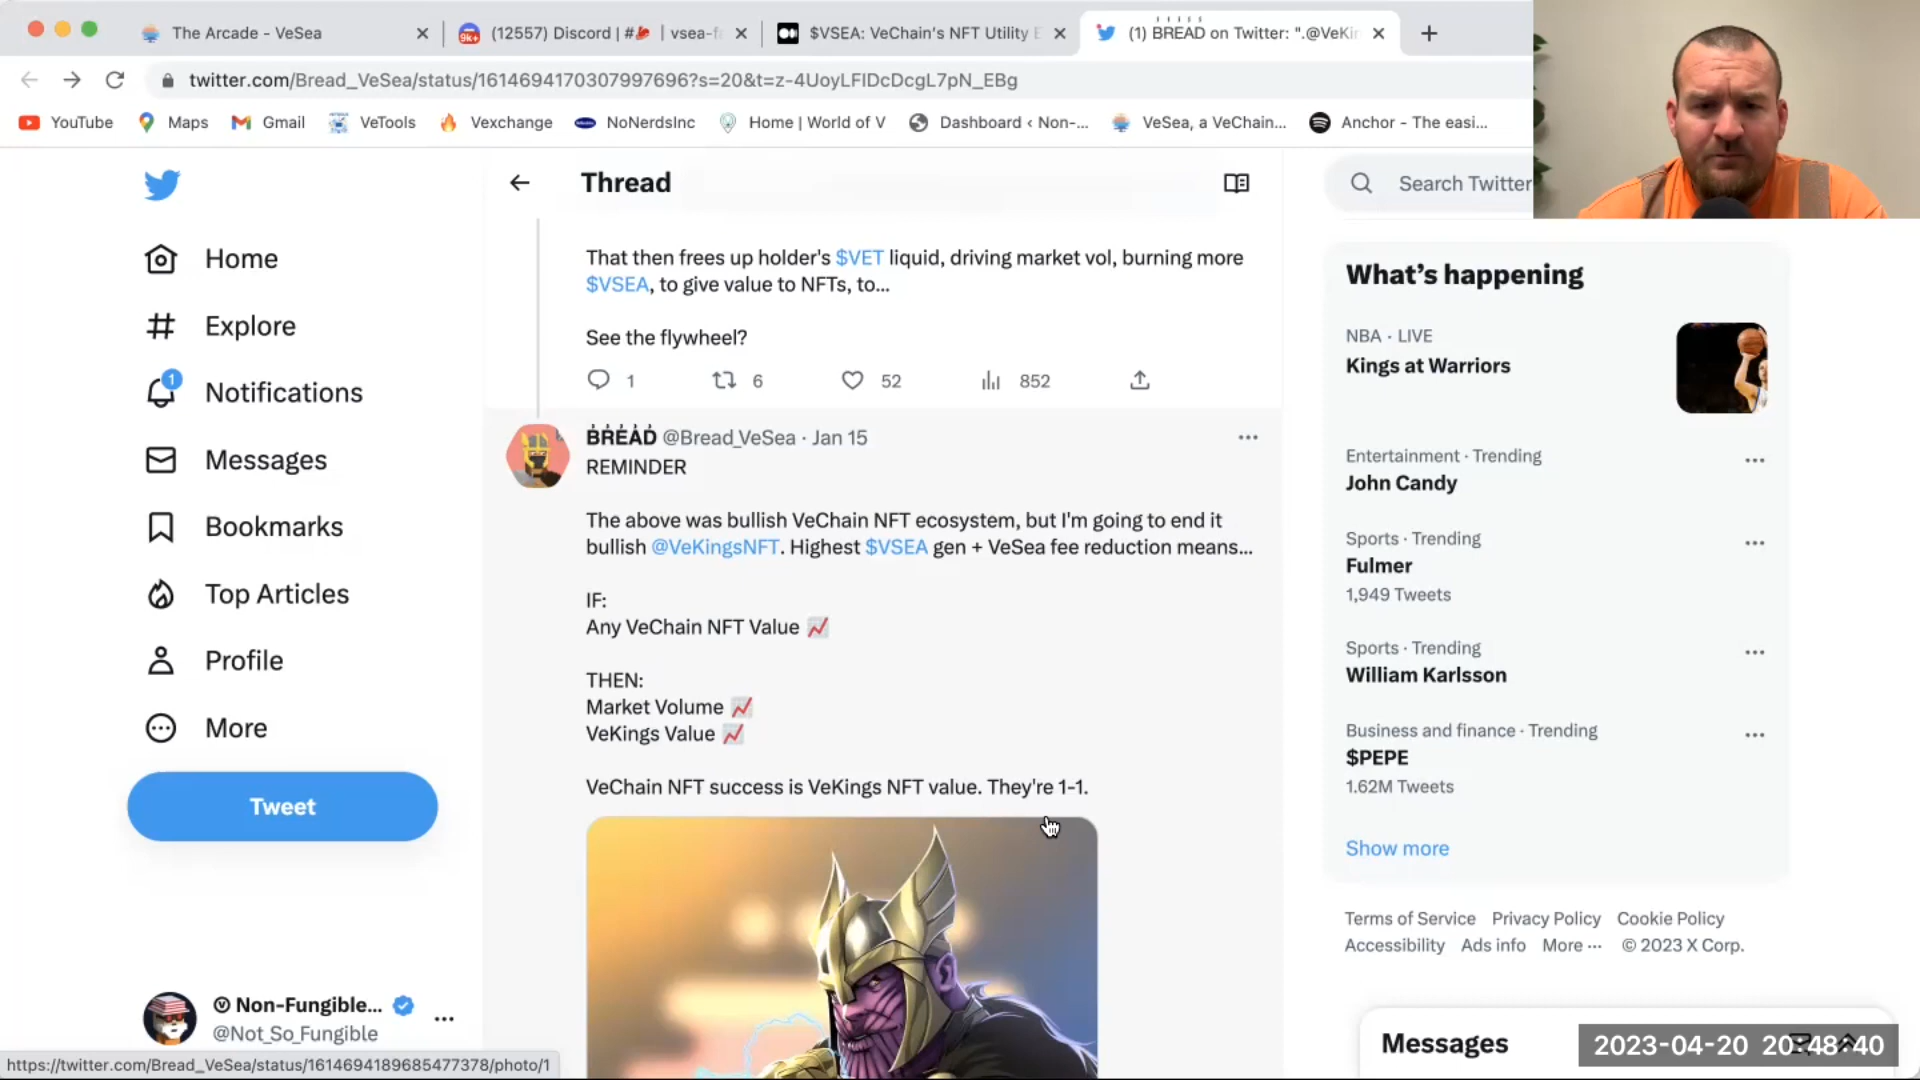 The Arcade - VeSea
(12557) Discord | #
| vsea-f
$VSEA: VeChain's NFT Utility E
(1) BREAD on Twitter: ".@VeKin
twitter.com/Bread_VeSea/status/1614694170307997696?s=20&t=z-4UoyLFIDcDcgL7pN_EBg
YouTube
Maps
Gmail
VeTools
Vexchange
NoNerdsInc
Home | World of V
Dashboard ‹ Non-...
VeSea, a VeChain...
Anchor - The easi...
Home
Explore
1
Notifications
Messages
Bookmarks
Top Articles
Profile
More
Tweet
Non-Fungible...
@Not_So_Fungible
https://twitter.com/Bread_VeSea/status/1614694189685477378/photo/1
Thread
That then frees up holder's $VET liquid, driving market vol, burning more
$VSEA, to give value to NFTs, to...
See the flywheel?
1
6
52
852
BREAD @Bread_VeSea · Jan 15
REMINDER
The above was bullish VeChain NFT ecosystem, but I'm going to end it
bullish @VeKingsNFT. Highest $VSEA gen + VeSea fee reduction means...
IF:
Any VeChain NFT Value 📈
THEN:
Market Volume 📈
VeKings Value 📈
VeChain NFT success is VeKings NFT value. They're 1-1.
Search Twitter
What's happening
NBA · LIVE
Kings at Warriors
Entertainment · Trending
John Candy
Sports · Trending
Fulmer
1,949 Tweets
Sports · Trending
William Karlsson
Business and finance · Trending
$PEPE
1.62M Tweets
Show more
Terms of Service Privacy Policy Cookie Policy
Accessibility Ads info More ··· © 2023 X Corp.
Messages
2023-04-20 20:48:40